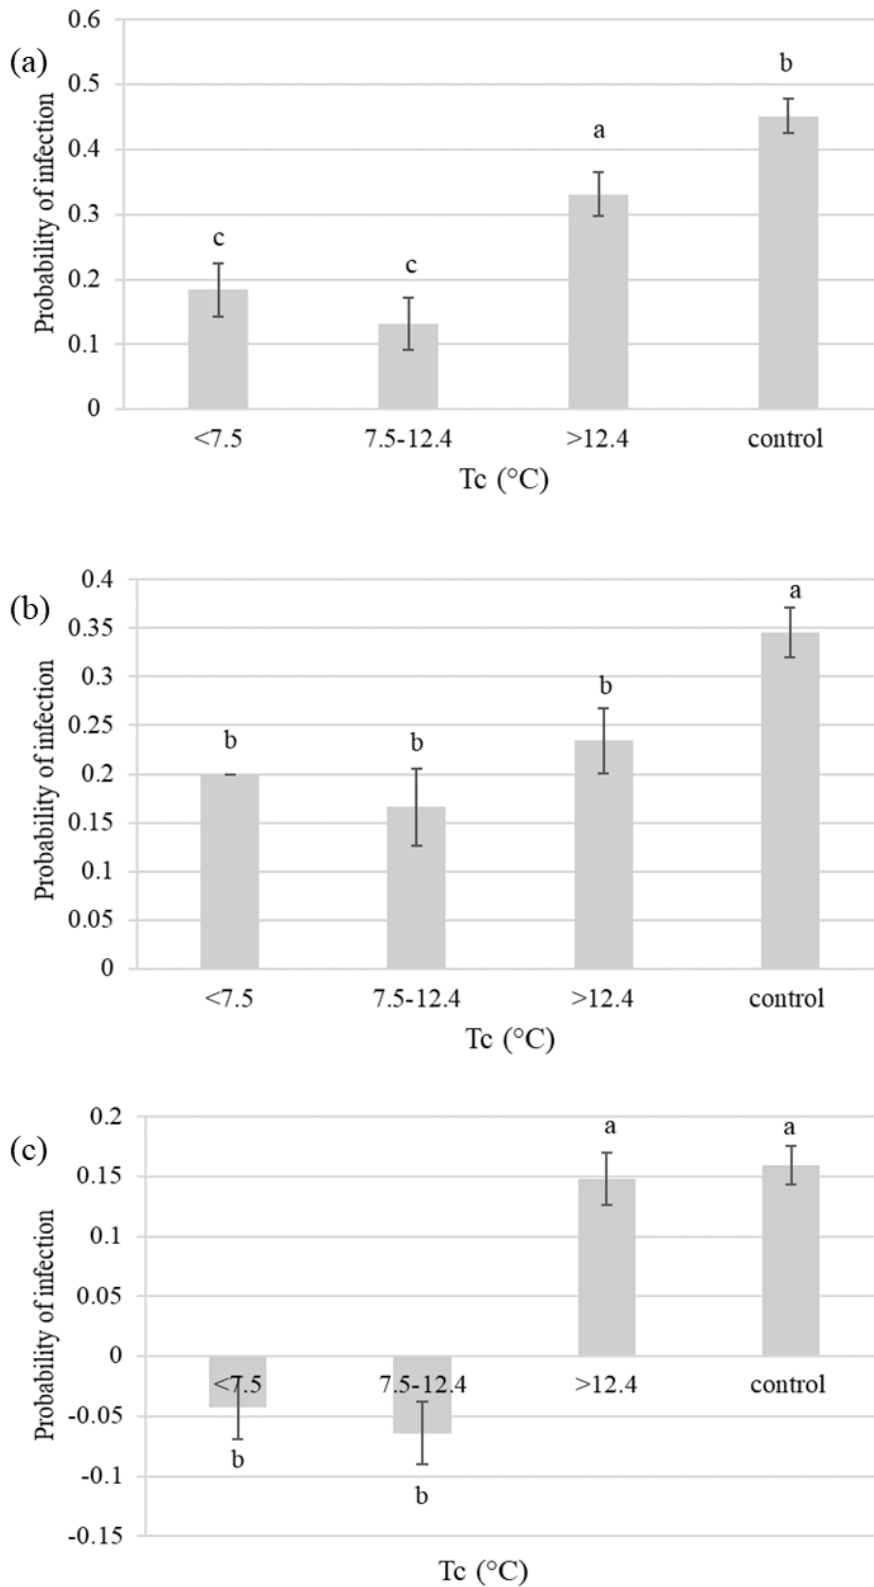 (a)
Probability of infection
0.6
0.5
0.4
0.3
0.2
0.1
0
c
c
a
b
<7.5 7.5-12.4 >12.4 control
Tc (°C)
(b)
Probability of infection
0.4
0.35
0.3
0.25
0.2
0.15
0.1
0.05
0
b
b
b
a
<7.5 7.5-12.4 >12.4 control
Tc (°C)
(c)
Probability of infection
0.2
0.15
0.1
0.05
0
-0.05
-0.1
-0.15
a
a
<7.5 7.5-12.4 >12.4 control
b
b
Tc (°C)